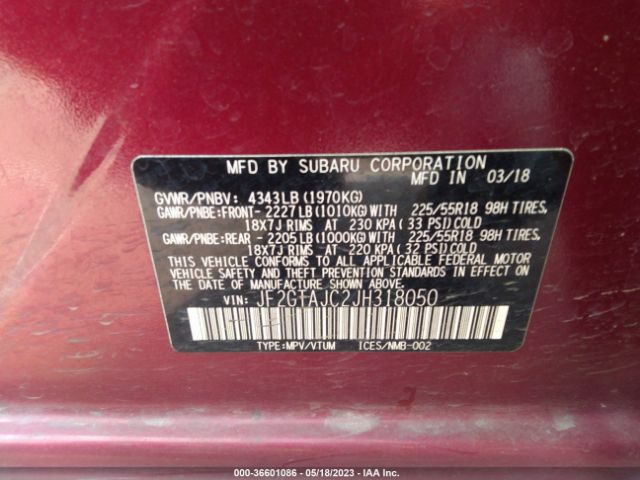 MFD BY SUBARU CORPORATION
MFD IN 03/18
GVWR/PNBV: 4343LB (1970KG)
GAWR/PNBE:FRONT- 2227LB(1010KG)WITH 225/55R18 98H TIRES,
18X7J RIMS AT 230 KPA( 33 PSI)COLD
GAWR/PNBE:REAR - 2205LB(1000KG)WITH 225/55R18 98H TIRES,
18X7J RIMS AT 220 KPA( 32 PSI)COLD
THIS VEHICLE CONFORMS TO ALL APPLICABLE FEDERAL MOTOR
VEHICLE SAFETY AND BUMPER STANDARDS IN EFFECT ON THE
DATE OF MANUFACTURE SHOWN ABOVE.
VIN: JF2GTAJC2JH318050
TYPE:MPV/VTUM ICES/NMB-002
000-36601086 - 05/18/2023 - IAA Inc.